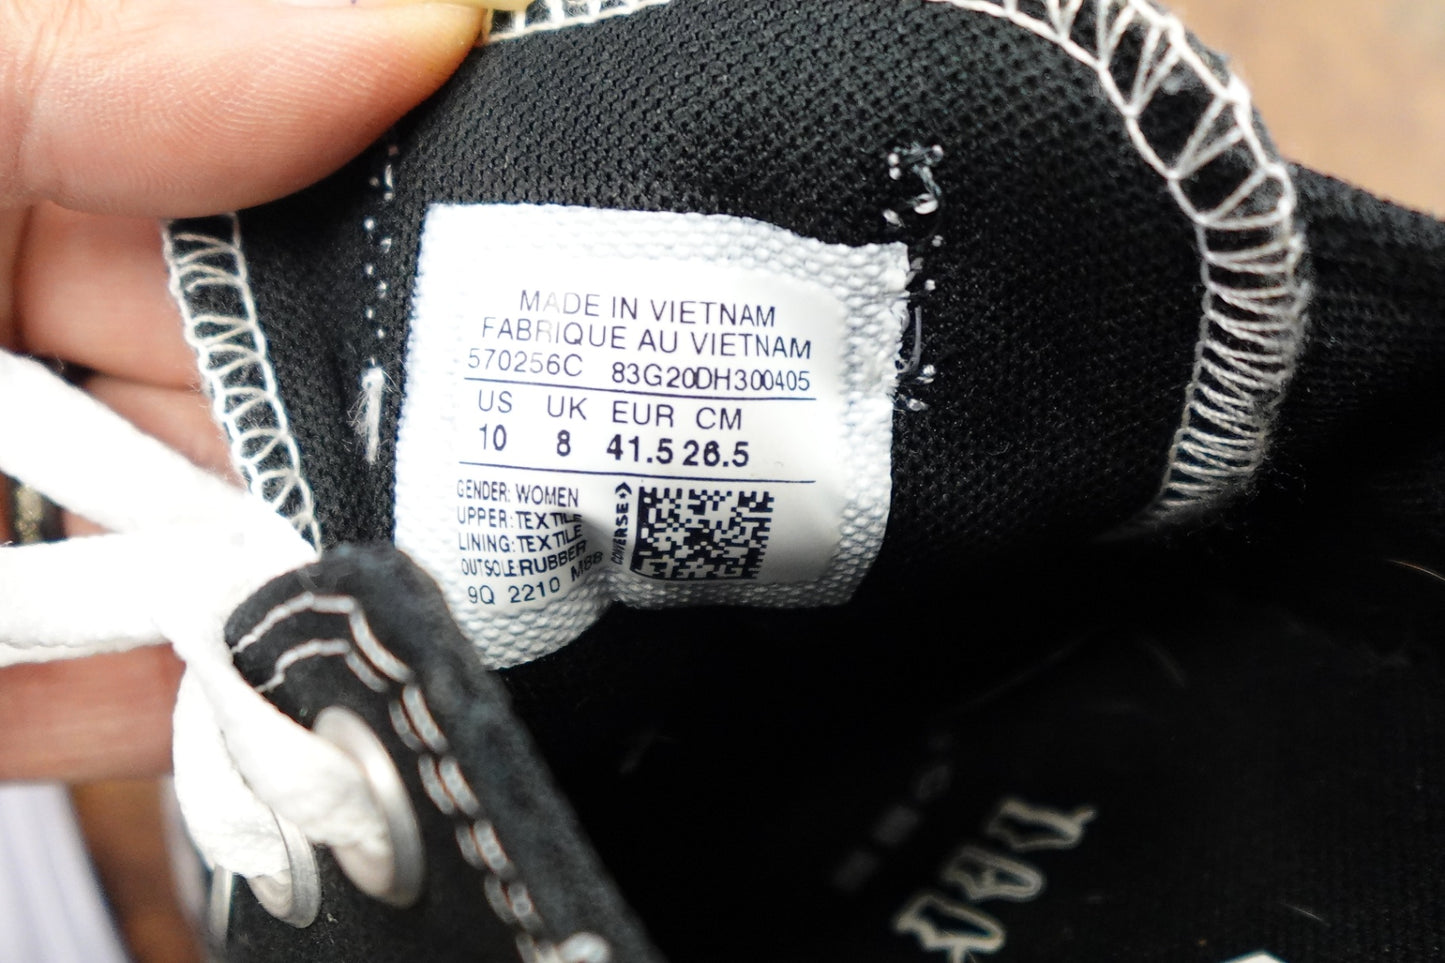 MADE IN VIETNAM
FABRIQUE AU VIETNAM
570256C 83G20DH300405
US UK EUR CM
10 8 41.5 26.5
GENDER: WOMEN
UPPER: TEXTILE
LINING: TEXTILE
OUTSOLE: RUBBER
9Q 2210 M88
CONVERSE